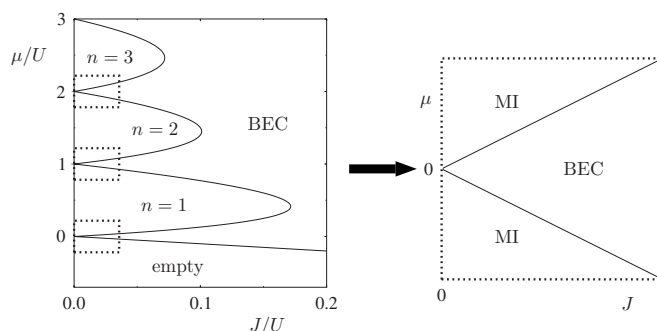 3
μ/U
n = 3
2
n = 2
BEC
1
n = 1
0
empty
0.0
0.1
0.2
J/U
μ
MI
0
BEC
MI
0
J